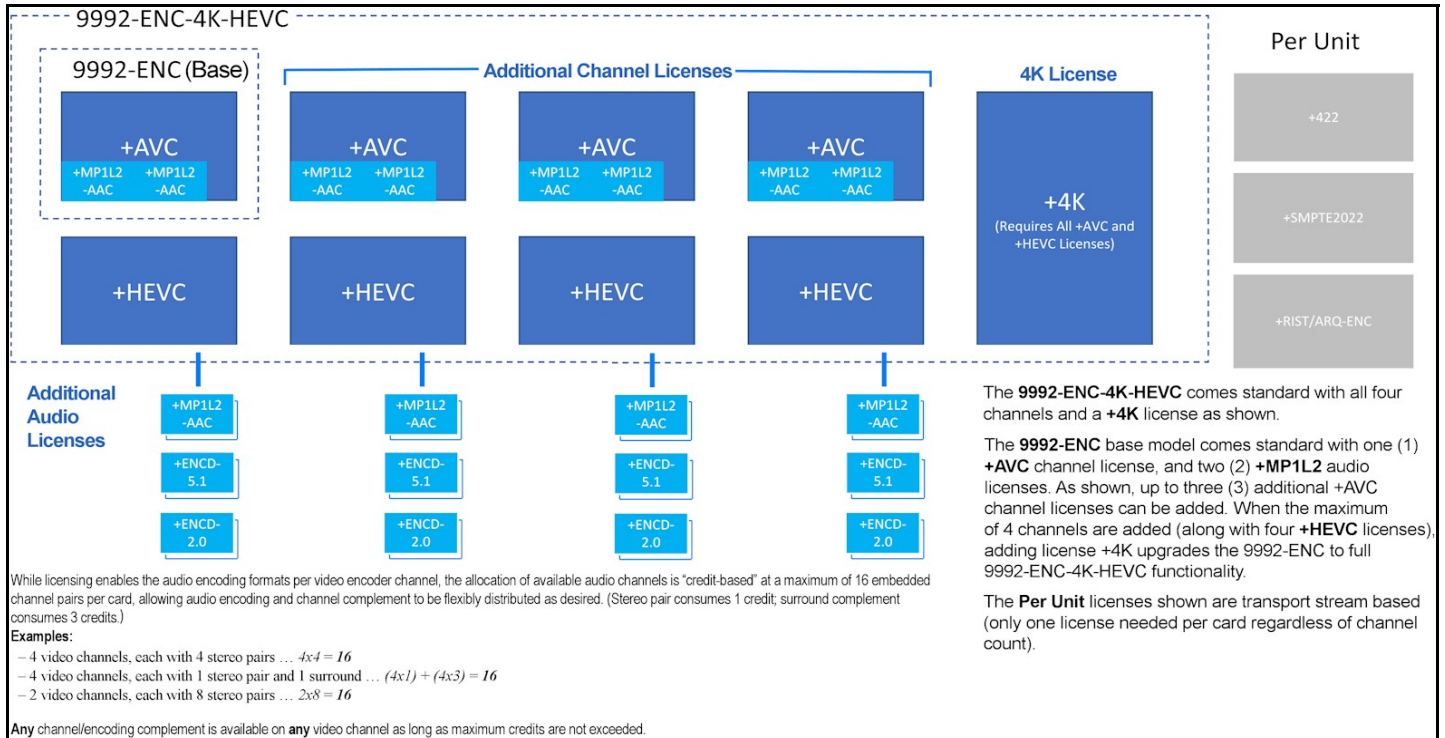 9992-ENC-4K-HEVC
9992-ENC (Base)
Additional Channel Licenses
4K License
Per Unit
+AVC
+MP1L2
-AAC
+MP1L2
-AAC
+AVC
+MP1L2
-AAC
+MP1L2
-AAC
+AVC
+MP1L2
-AAC
+MP1L2
-AAC
+AVC
+MP1L2
-AAC
+MP1L2
-AAC
+HEVC
+HEVC
+HEVC
+HEVC
+4K
(Requires All +AVC and
+HEVC Licenses)
+422
+SMPTE2022
+RIST/ARQ-ENC
Additional
Audio
Licenses
+MP1L2
-AAC
+ENCD-
5.1
+ENCD-
2.0
+MP1L2
-AAC
+ENCD-
5.1
+ENCD-
2.0
+MP1L2
-AAC
+ENCD-
5.1
+ENCD-
2.0
+MP1L2
-AAC
+ENCD-
5.1
+ENCD-
2.0
The 9992-ENC-4K-HEVC comes standard with all four
channels and a +4K license as shown.
The 9992-ENC base model comes standard with one (1)
+AVC channel license, and two (2) +MP1L2 audio
licenses. As shown, up to three (3) additional +AVC
channel licenses can be added. When the maximum
of 4 channels are added (along with four +HEVC licenses),
adding license +4K upgrades the 9992-ENC to full
9992-ENC-4K-HEVC functionality.
The Per Unit licenses shown are transport stream based
(only one license needed per card regardless of channel
count).
While licensing enables the audio encoding formats per video encoder channel, the allocation of available audio channels is “credit-based” at a maximum of 16 embedded
channel pairs per card, allowing audio encoding and channel complement to be flexibly distributed as desired. (Stereo pair consumes 1 credit; surround complement
consumes 3 credits.)
Examples:
– 4 video channels, each with 4 stereo pairs … 4x4 = 16
– 4 video channels, each with 1 stereo pair and 1 surround … (4x1) + (4x3) = 16
– 2 video channels, each with 8 stereo pairs … 2x8 = 16
Any channel/encoding complement is available on any video channel as long as maximum credits are not exceeded.